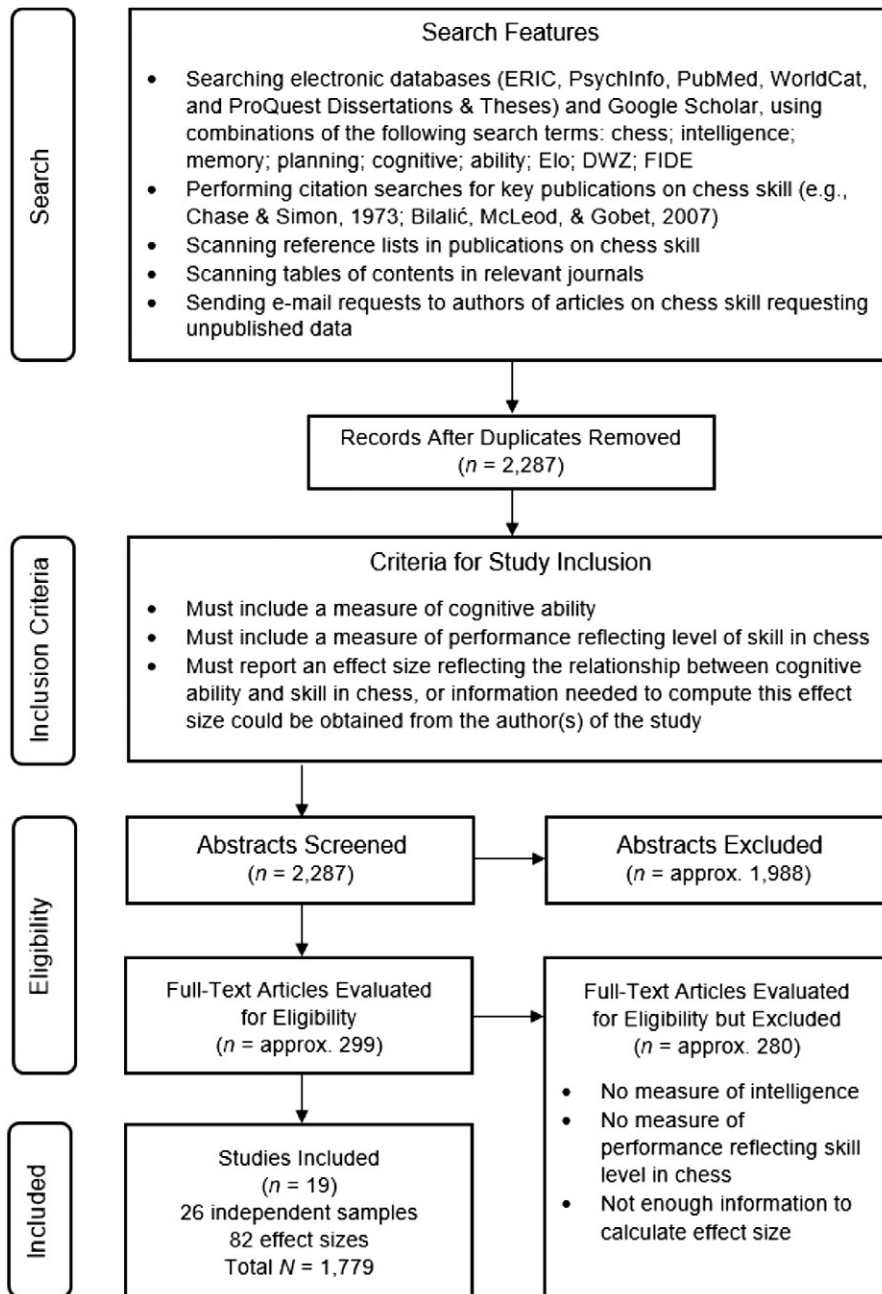 Search
Search Features
• Searching electronic databases (ERIC, PsychInfo, PubMed, WorldCat,
and ProQuest Dissertations & Theses) and Google Scholar, using
combinations of the following search terms: chess; intelligence;
memory; planning; cognitive; ability; Elo; DWZ; FIDE
• Performing citation searches for key publications on chess skill (e.g.,
Chase & Simon, 1973; Bilalić, McLeod, & Gobet, 2007)
• Scanning reference lists in publications on chess skill
• Scanning tables of contents in relevant journals
• Sending e-mail requests to authors of articles on chess skill requesting
unpublished data
Records After Duplicates Removed
(n = 2,287)
Inclusion Criteria
Criteria for Study Inclusion
• Must include a measure of cognitive ability
• Must include a measure of performance reflecting level of skill in chess
• Must report an effect size reflecting the relationship between cognitive
ability and skill in chess, or information needed to compute this effect
size could be obtained from the author(s) of the study
Eligibility
Abstracts Screened
(n = 2,287)
Abstracts Excluded
(n = approx. 1,988)
Full-Text Articles Evaluated
for Eligibility
(n = approx. 299)
Full-Text Articles Evaluated
for Eligibility but Excluded
(n = approx. 280)
• No measure of intelligence
• No measure of
performance reflecting skill
level in chess
• Not enough information to
calculate effect size
Included
Studies Included
(n = 19)
26 independent samples
82 effect sizes
Total N = 1,779